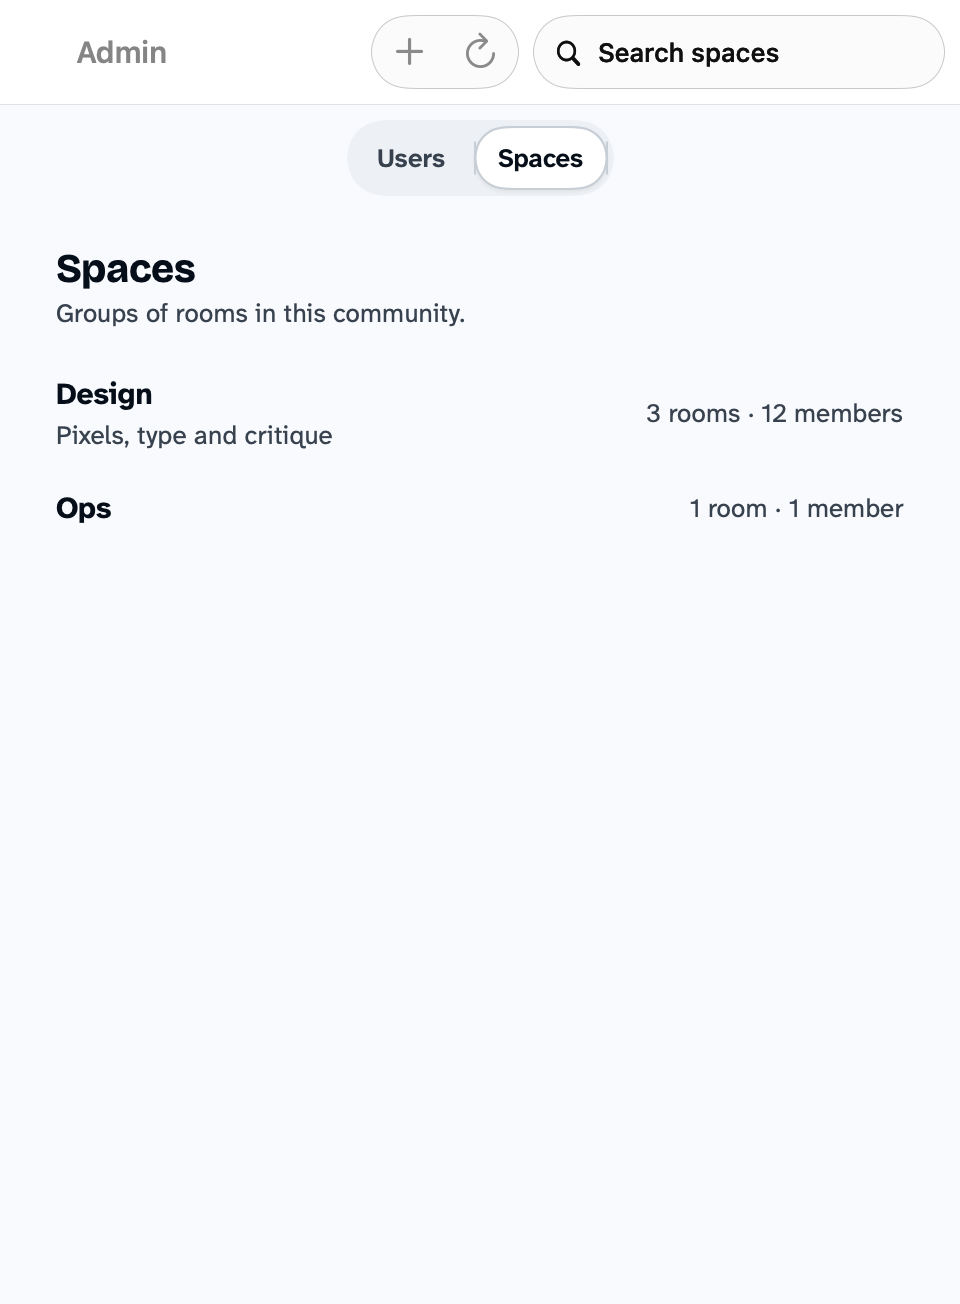 Admin
Search spaces
Users
Spaces
Spaces
Groups of rooms in this community.
Design
Pixels, type and critique
3 rooms · 12 members
Ops
1 room · 1 member